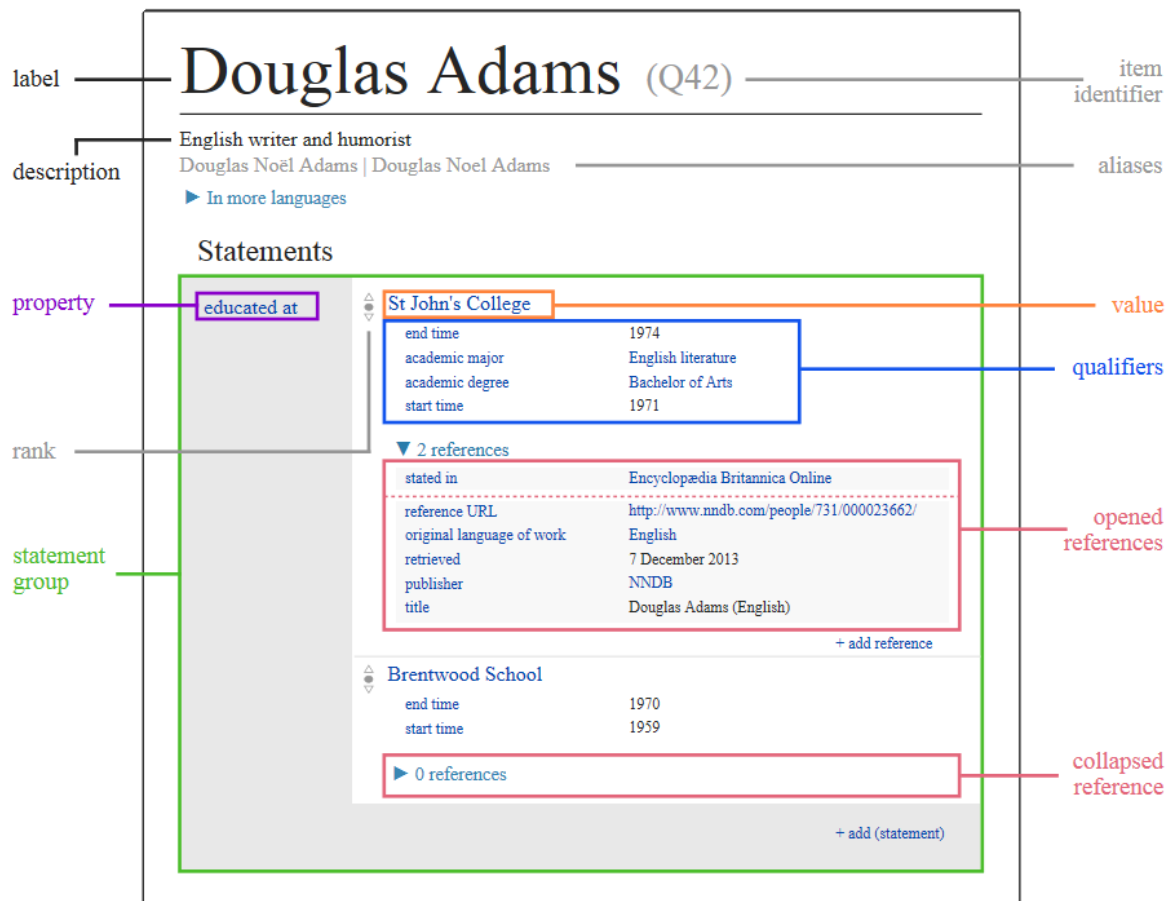 label
Douglas Adams (Q42)
item
identifier
description
English writer and humorist
Douglas Noël Adams | Douglas Noel Adams
aliases
► In more languages
Statements
property
educated at
St John's College
value
end time 1974
academic major English literature
academic degree Bachelor of Arts
start time 1971
qualifiers
rank
▼ 2 references
stated in Encyclopædia Britannica Online
reference URL http://www.nndb.com/people/731/000023662/
original language of work English
retrieved 7 December 2013
publisher NNDB
title Douglas Adams (English)
opened
references
statement
group
+ add reference
Brentwood School
end time 1970
start time 1959
► 0 references
collapsed
reference
+ add (statement)